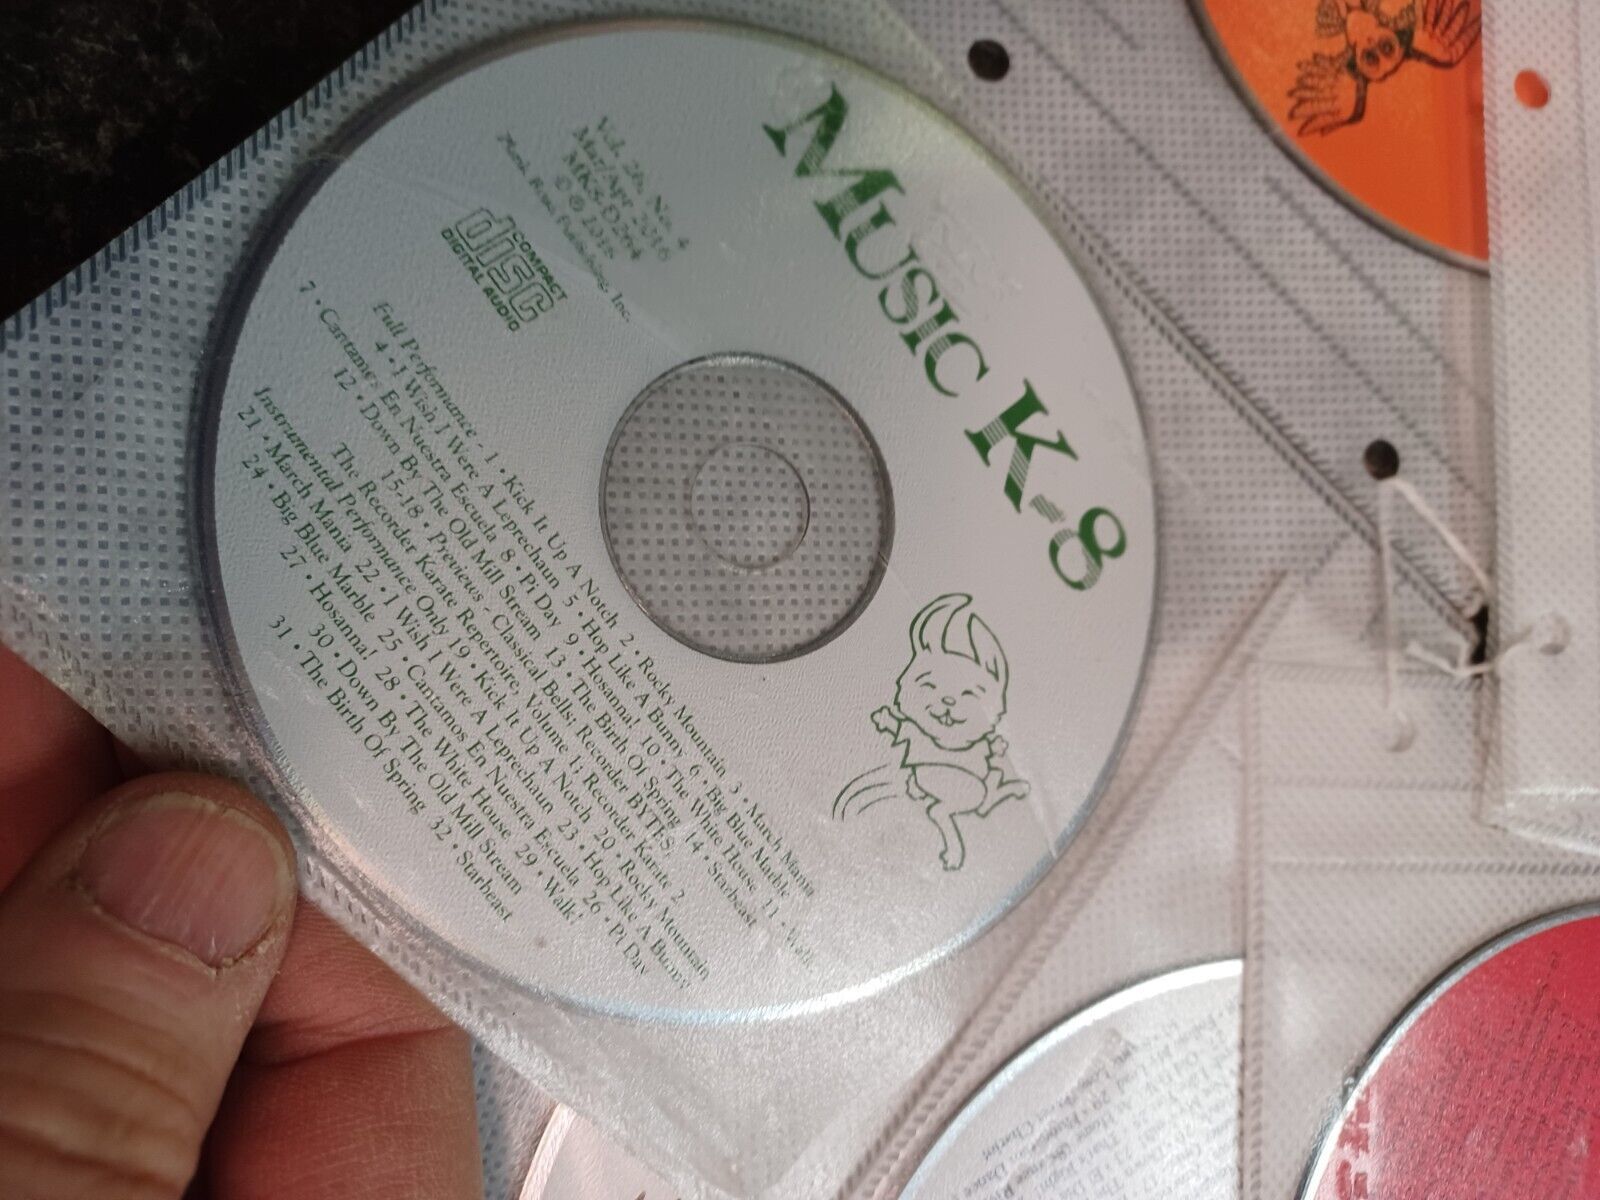 MUSIC K-8
Vol. 26, No. 4
Mar/Apr 2016
MK8-D264
© ℗ 2016
Plank Road Publishing, Inc.
COMPACT
disc
DIGITAL AUDIO
Full Performance - 1 • Kick It Up A Notch 2 • Rocky Mountain 3 • March Mania
4 • I Wish I Were A Leprechaun 5 • Hop Like A Bunny 6 • Big Blue Marble
7 • Cantamos En Nuestra Escuela 8 • Pi Day 9 • Hosanna! 10 • The White House 11 • Walk!
12 • Down By The Old Mill Stream 13 • The Birth Of Spring 14 • Starbeast
15-18 • Previews - Classical Bells; Recorder BYTES;
The Recorder Karate Repertoire, Volume 1; Recorder Karate 2
Instrumental Performance Only 19 • Kick It Up A Notch 20 • Rocky Mountain
21 • March Mania 22 • I Wish I Were A Leprechaun 23 • Hop Like A Bunny
24 • Big Blue Marble 25 • Cantamos En Nuestra Escuela 26 • Pi Day
27 • Hosanna! 28 • The White House 29 • Walk!
30 • Down By The Old Mill Stream
31 • The Birth Of Spring 32 • Starbeast